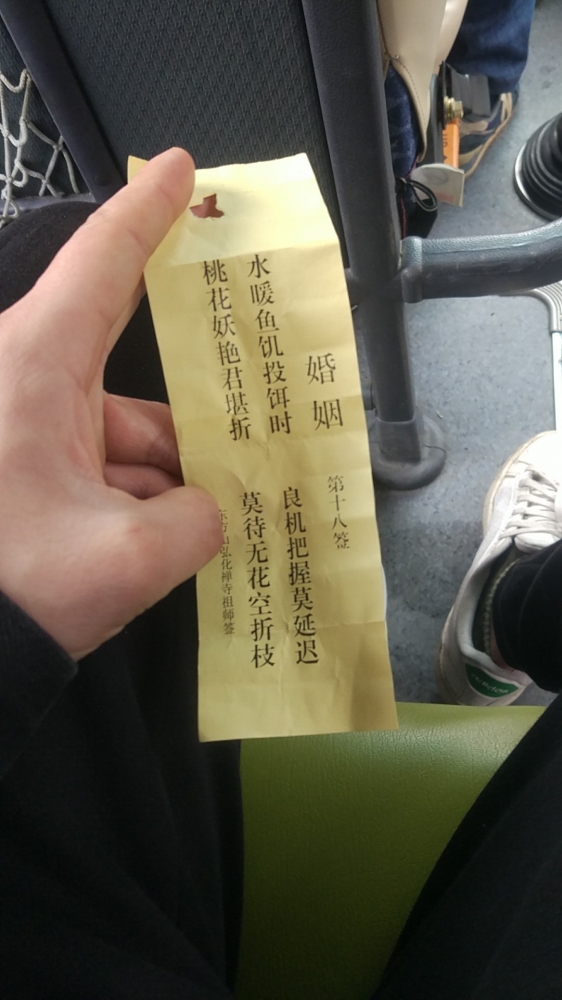 婚姻
第十八签
水暖鱼饥投饵时
良机把握莫延迟
桃花妖艳君堪折
莫待无花空折枝
弘化禅寺祖师签
adidas